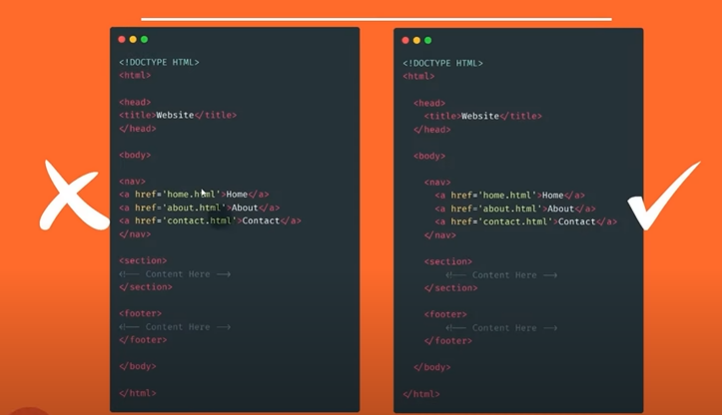 <!DOCTYPE HTML>
<html>
<head>
<title>Website</title>
</head>
<body>
<nav>
<a href='home.html'>Home</a>
<a href='about.html'>About</a>
<a href='contact.html'>Contact</a>
</nav>
<section>
<!-- Content Here -->
</section>
<footer>
<!-- Content Here -->
</footer>
</body>
</html>
<!DOCTYPE HTML>
<html>
<head>
<title>Website</title>
</head>
<body>
<nav>
<a href='home.html'>Home</a>
<a href='about.html'>About</a>
<a href='contact.html'>Contact</a>
</nav>
<section>
<!-- Content Here -->
</section>
<footer>
<!-- Content Here -->
</footer>
</body>
</html>